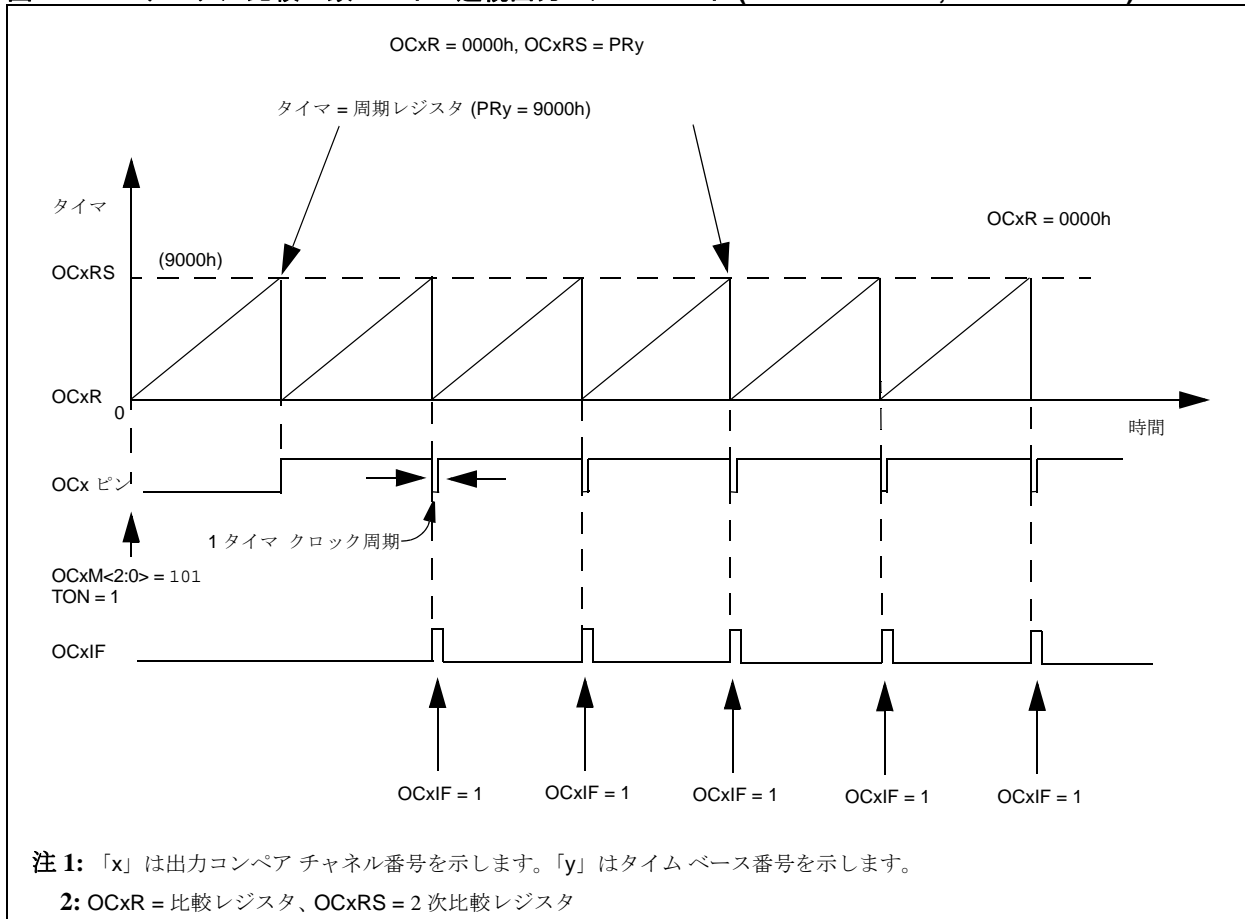 OCxR = 0000h, OCxRS = PRy
タイマ = 周期レジスタ (PRy = 9000h)
タイマ
OCxR = 0000h
OCxRS
(9000h)
OCxR
0
時間
OCx ピン
1 タイマ クロック周期
OCxM<2:0> = 101
TON = 1
OCxIF
OCxIF = 1
OCxIF = 1
OCxIF = 1
OCxIF = 1
OCxIF = 1
注 1: 「x」は出力コンペア チャネル番号を示します。「y」はタイム ベース番号を示します。
2: OCxR = 比較レジスタ、OCxRS = 2 次比較レジスタ